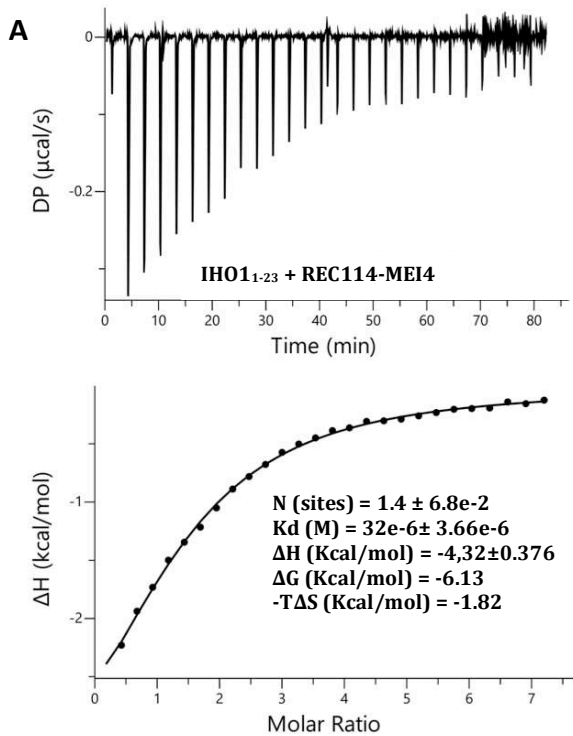 A
0
-0.2
DP (µcal/s)
IHO1₁₋₂₃ + REC114-MEI4
0 10 20 30 40 50 60 70 80
Time (min)
-1
-2
ΔH (kcal/mol)
N (sites) = 1.4 ± 6.8e-2
Kd (M) = 32e-6± 3.66e-6
ΔH (Kcal/mol) = -4,32±0.376
ΔG (Kcal/mol) = -6.13
-TΔS (Kcal/mol) = -1.82
0 1 2 3 4 5 6 7
Molar Ratio